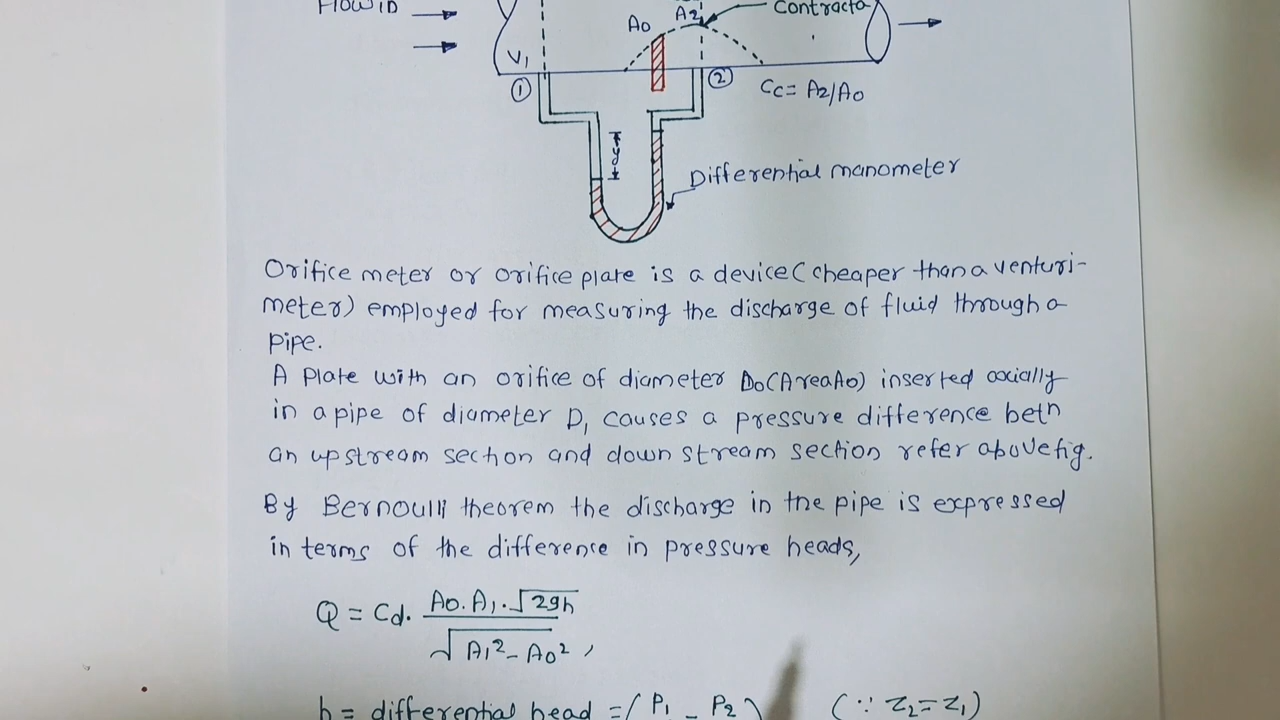 Flow in
A0 A2 Contracta
V1
① ② Cc= A2/A0
y
Differential manometer
Orifice meter or orifice plate is a device (cheaper than a venturi-
meter) employed for measuring the discharge of fluid through a
pipe.
A plate with an orifice of diameter D0(Area A0) inserted axially
in a pipe of diameter D1 causes a pressure difference betn
an upstream section and down stream section refer above fig.
By Bernoulli theorem the discharge in the pipe is expressed
in terms of the difference in pressure heads,
Q = Cd. A0.A1.√2gh / √A1²-A0² ,
h = differential head = (P1 - P2) (∵ Z2=Z1)